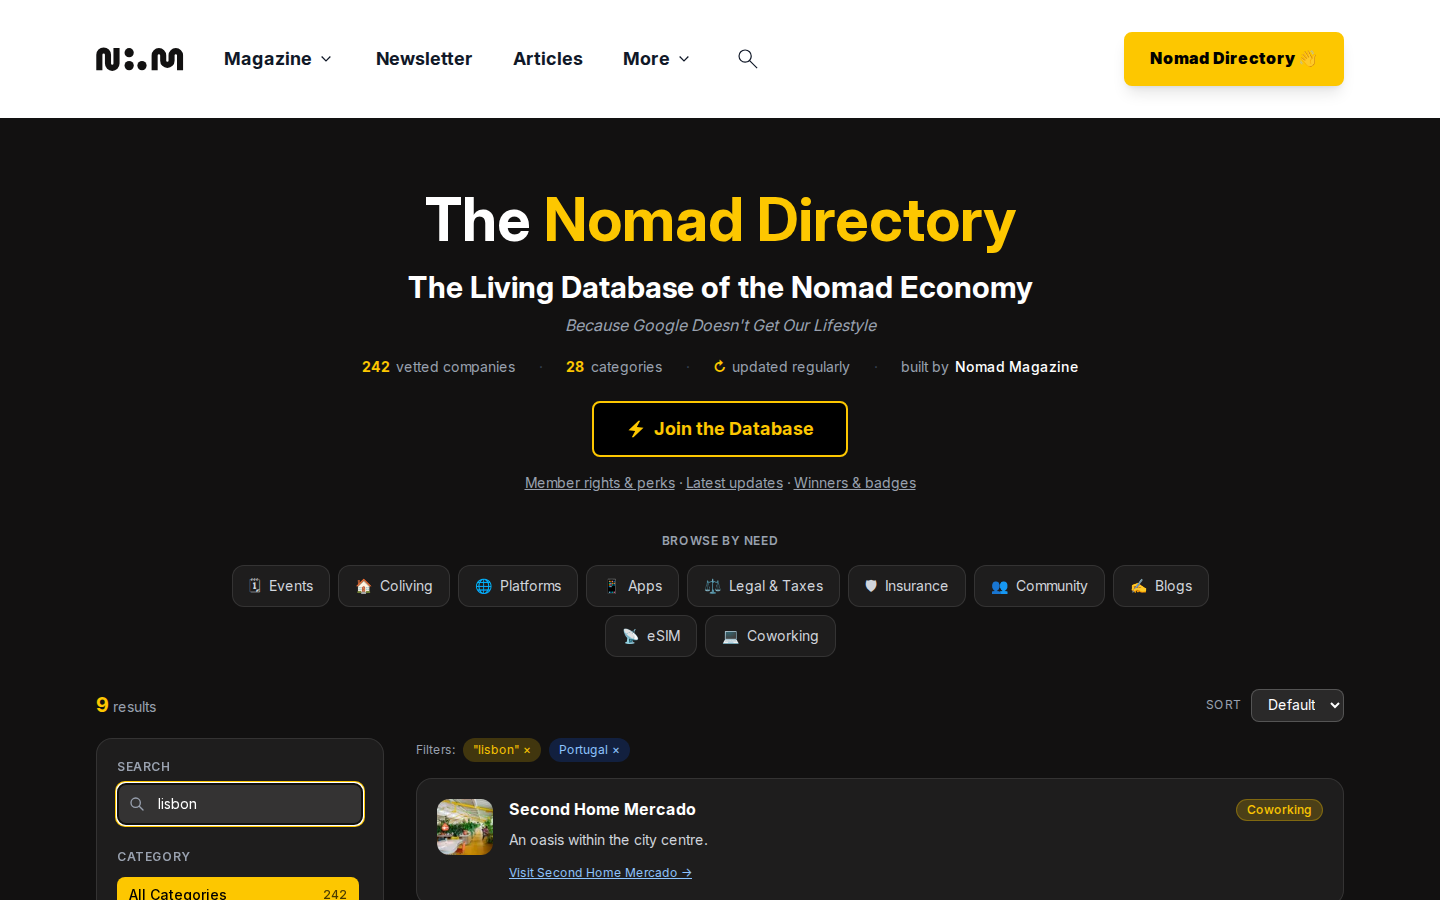 N:.M
Magazine
Newsletter
Articles
More
Nomad Directory 👋
The Nomad Directory
The Living Database of the Nomad Economy
Because Google Doesn't Get Our Lifestyle
242 vetted companies · 28 categories · ↻ updated regularly · built by Nomad Magazine
⚡ Join the Database
Member rights & perks · Latest updates · Winners & badges
BROWSE BY NEED
Events
Coliving
Platforms
Apps
Legal & Taxes
Insurance
Community
Blogs
eSIM
Coworking
9 results
SORT Default
SEARCH
lisbon
CATEGORY
All Categories 242
Filters: "lisbon" × Portugal ×
Second Home Mercado
Coworking
An oasis within the city centre.
Visit Second Home Mercado →